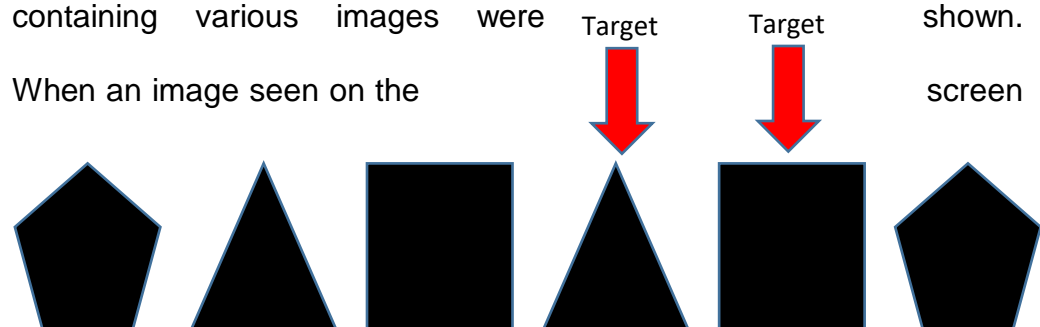 containing various images were Target Target shown.
When an image seen on the screen